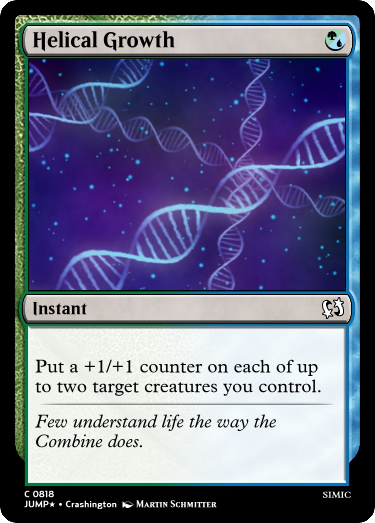 Helical Growth
Instant
Put a +1/+1 counter on each of up
to two target creatures you control.
Few understand life the way the
Combine does.
C 0818
SIMIC
JUMP★ • Crashington Martin Schmitter